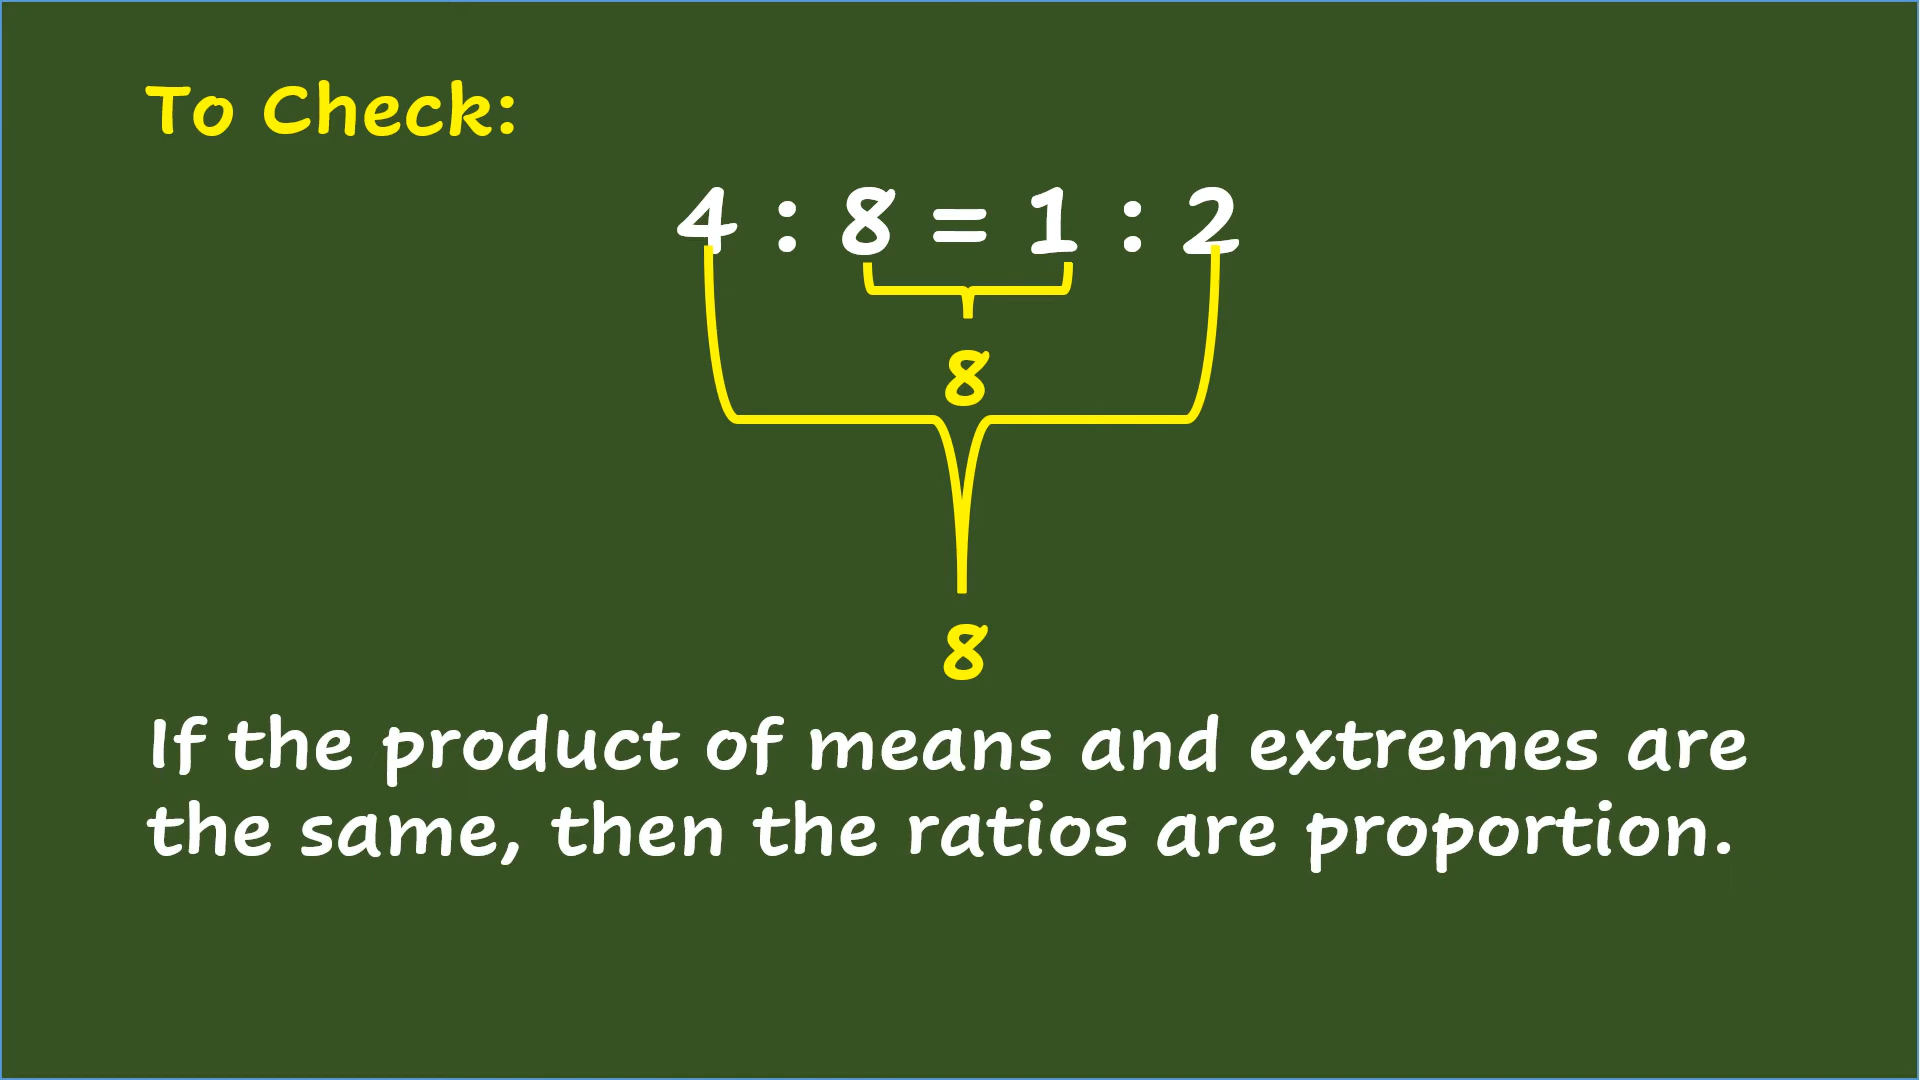 To Check:
4 : 8 = 1 : 2
8
8
If the product of means and extremes are
the same, then the ratios are proportion.